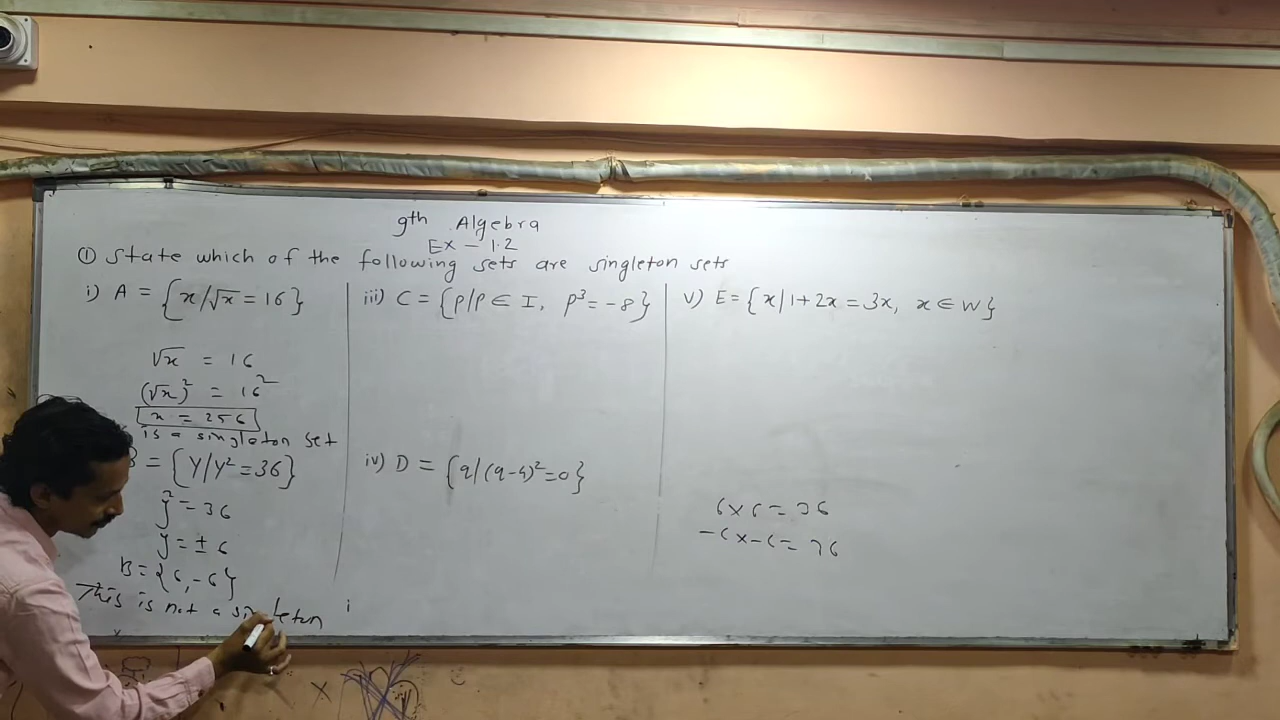 9th Algebra
Ex - 1.2
① State which of the following sets are singleton sets
i) A = {x/√x = 16}
√x = 16
(√x)² = 16²
x = 256
is a singleton set
B = {Y/Y² = 36}
y² = 36
y = ± 6
B = {6, -6}
This is not a singleton
iii) C = {P/P ∈ I, P³ = -8}
iv) D = {q/(q-4)² = 0}
v) E = {x | 1 + 2x = 3x, x ∈ W}
6 x 6 = 36
-6 x -6 = 36